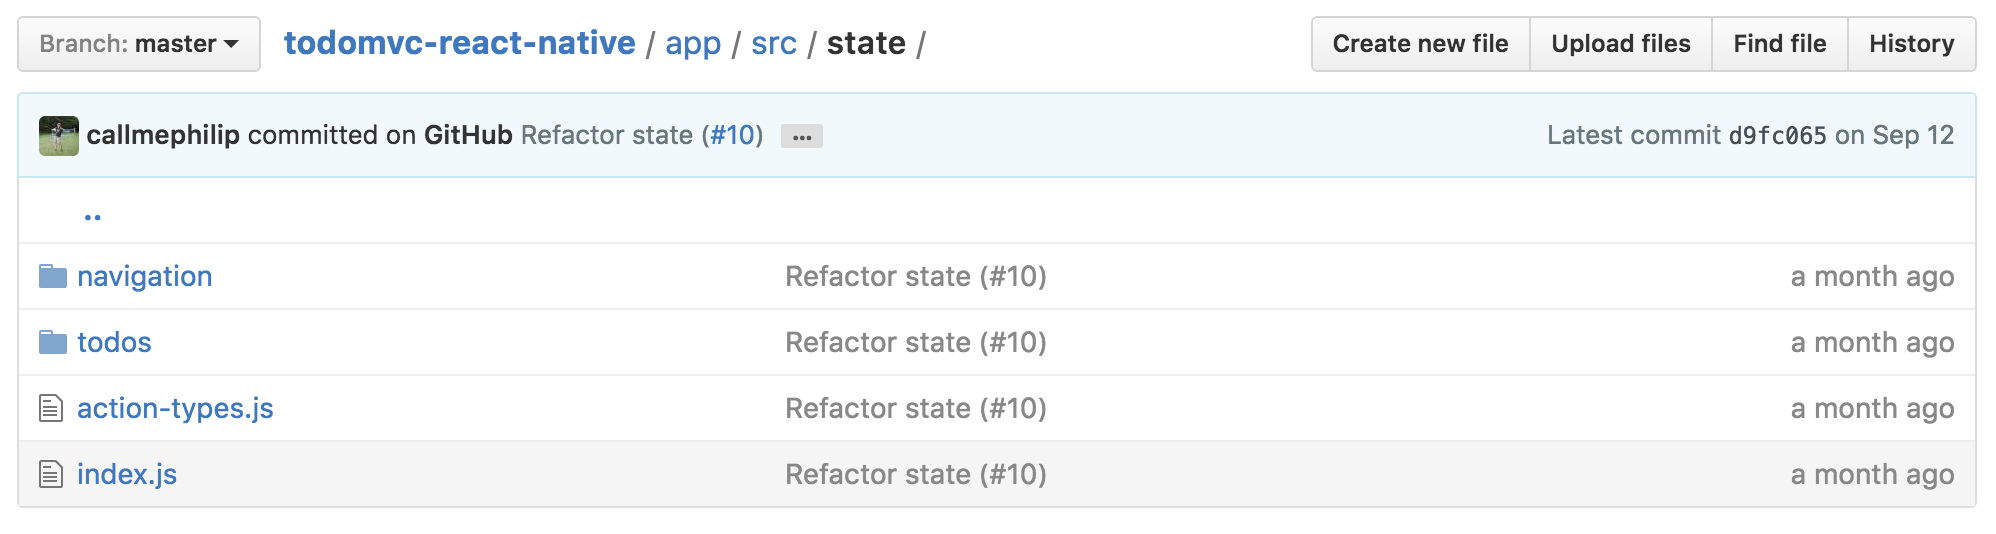 Branch: master todomvc-react-native / app / src / state / Create new file Upload files Find file History
callmephilip committed on GitHub Refactor state (#10) ... Latest commit d9fc065 on Sep 12
..
navigation Refactor state (#10) a month ago
todos Refactor state (#10) a month ago
action-types.js Refactor state (#10) a month ago
index.js Refactor state (#10) a month ago